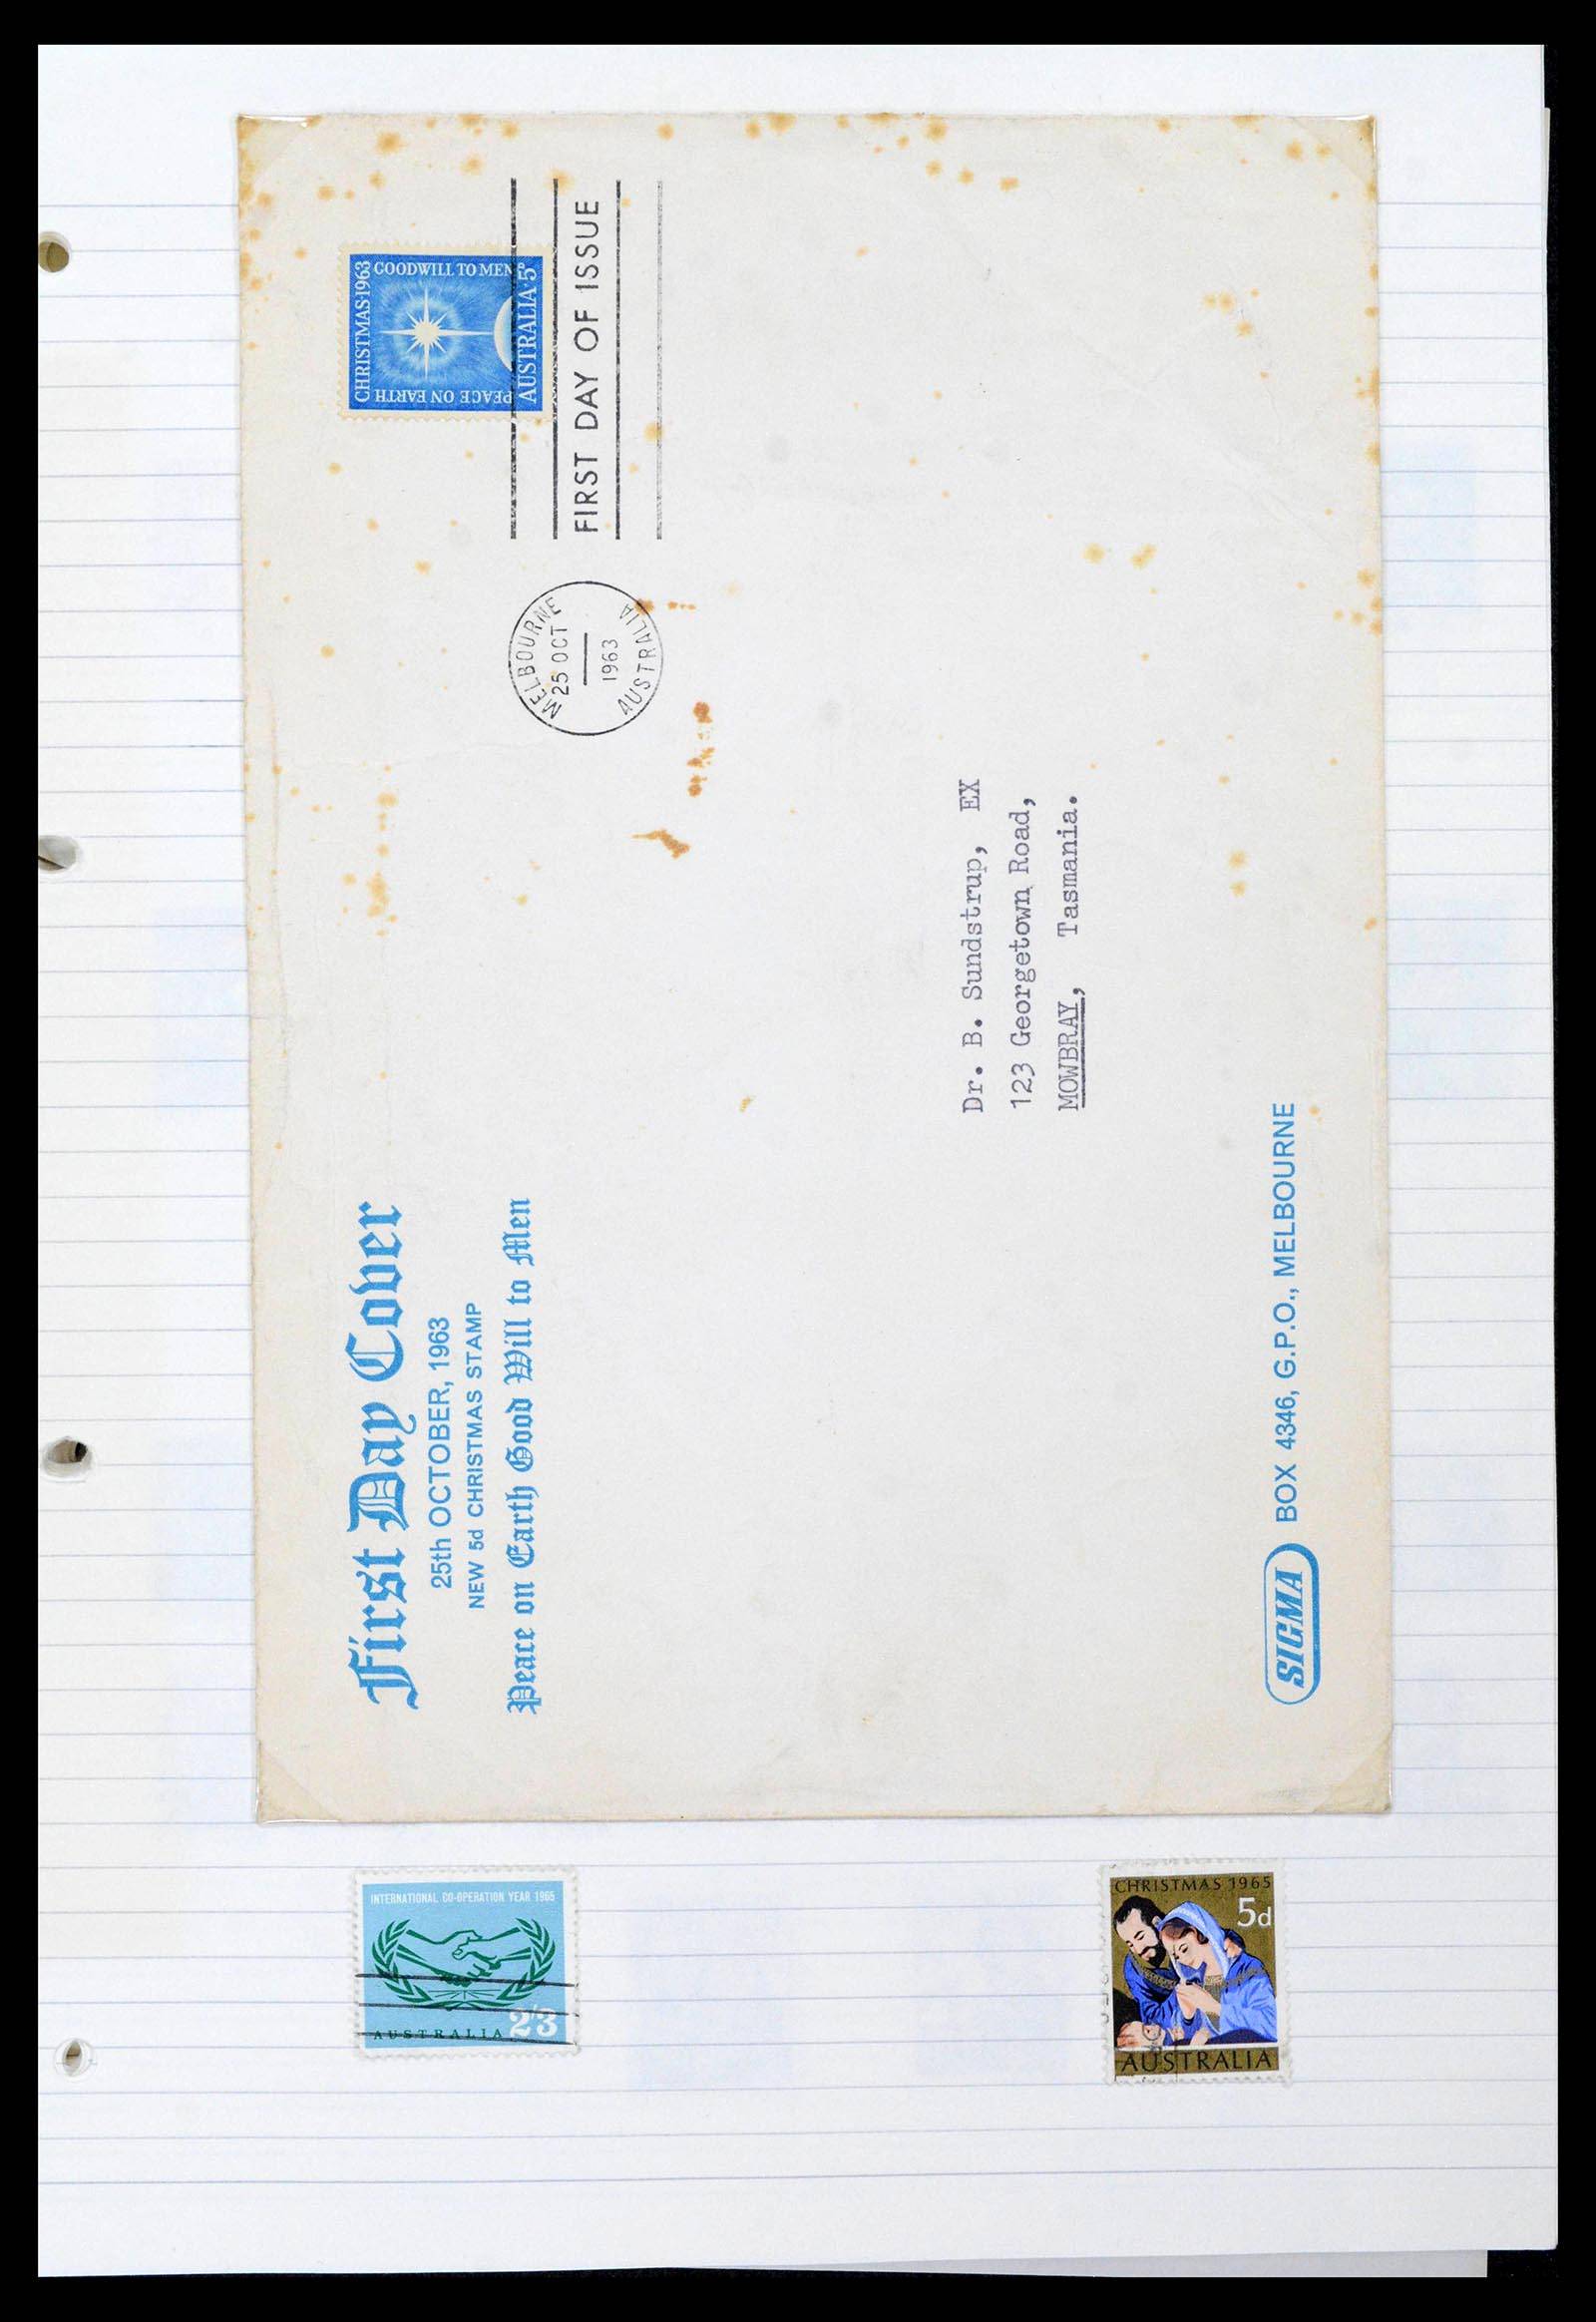 First Day Cover
25th OCTOBER, 1963
NEW 5d CHRISTMAS STAMP
Peace on Earth Good Will to Men
MELBOURNE
25 OCT
1963
AUSTRALIA
FIRST DAY OF ISSUE
CHRISTMAS·1963
GOODWILL TO MEN
PEACE ON EARTH
AUSTRALIA·5D
Dr. B. Sundstrup, EX
123 Georgetown Road,
MOWBRAY, Tasmania.
SIGMA BOX 4346, G.P.O., MELBOURNE
INTERNATIONAL CO-OPERATION YEAR 1965
AUSTRALIA 2'3
CHRISTMAS 1965
5d
AUSTRALIA